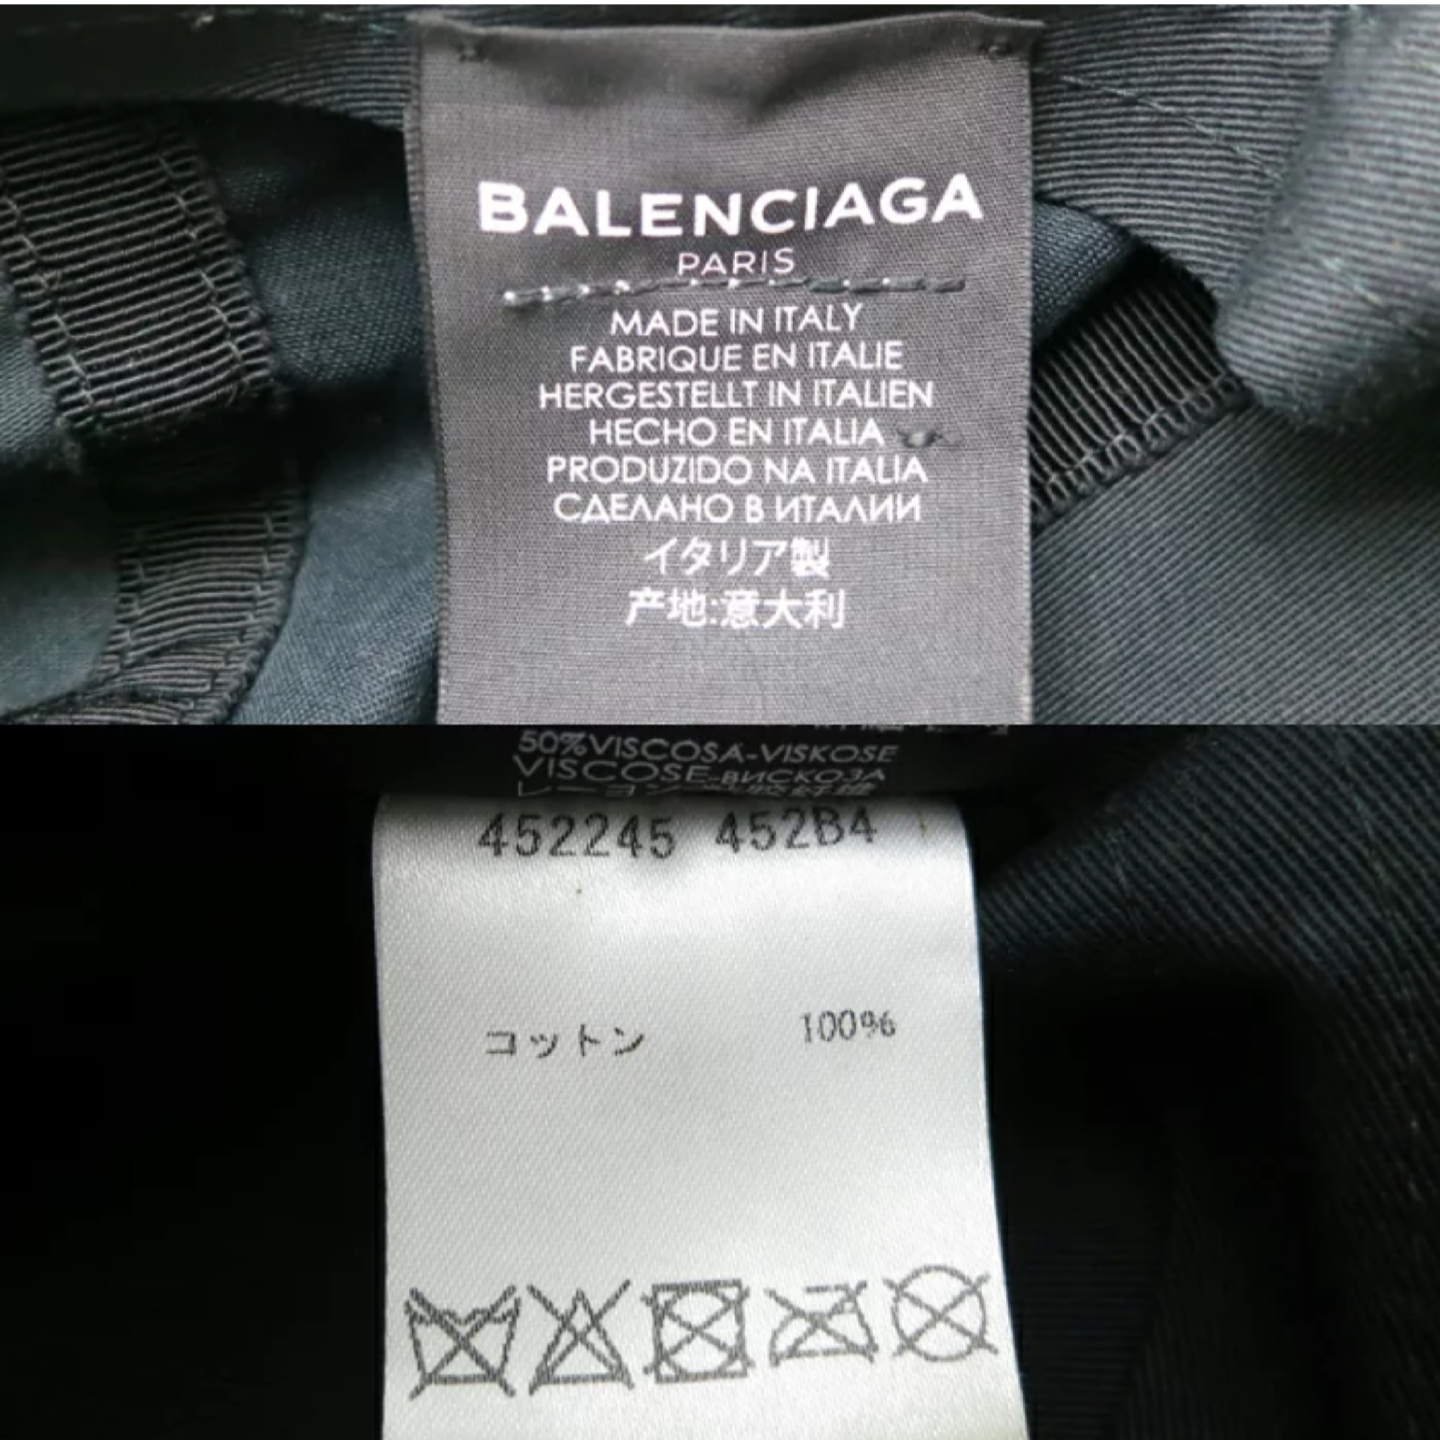 BALENCIAGA
PARIS
MADE IN ITALY
FABRIQUE EN ITALIE
HERGESTELLT IN ITALIEN
HECHO EN ITALIA
PRODUZIDO NA ITALIA
СДЕЛАНО В ИТАЛИИ
イタリア製
产地:意大利
50%VISCOSA-VISKOSE
VISCOSE-ВИСКОЗА
452245 452B4
コットン 100%